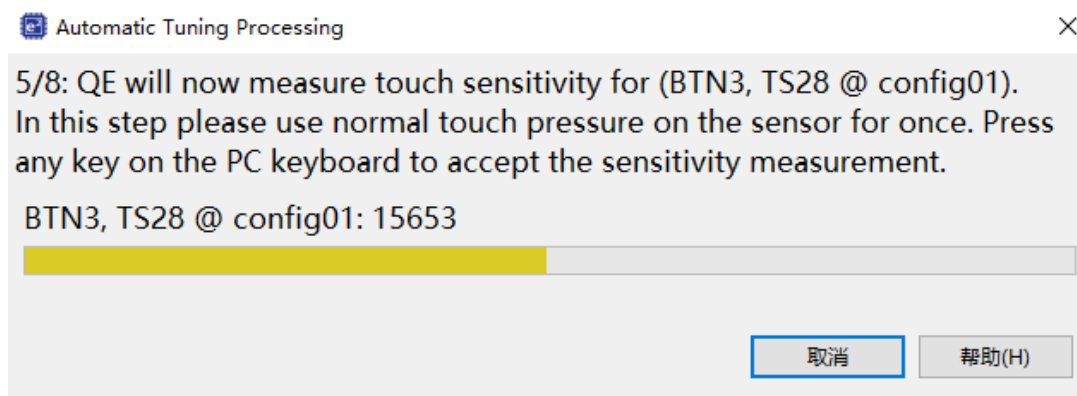 Automatic Tuning Processing
5/8: QE will now measure touch sensitivity for (BTN3, TS28 @ config01).
In this step please use normal touch pressure on the sensor for once. Press
any key on the PC keyboard to accept the sensitivity measurement.
BTN3, TS28 @ config01: 15653
取消 帮助(H)